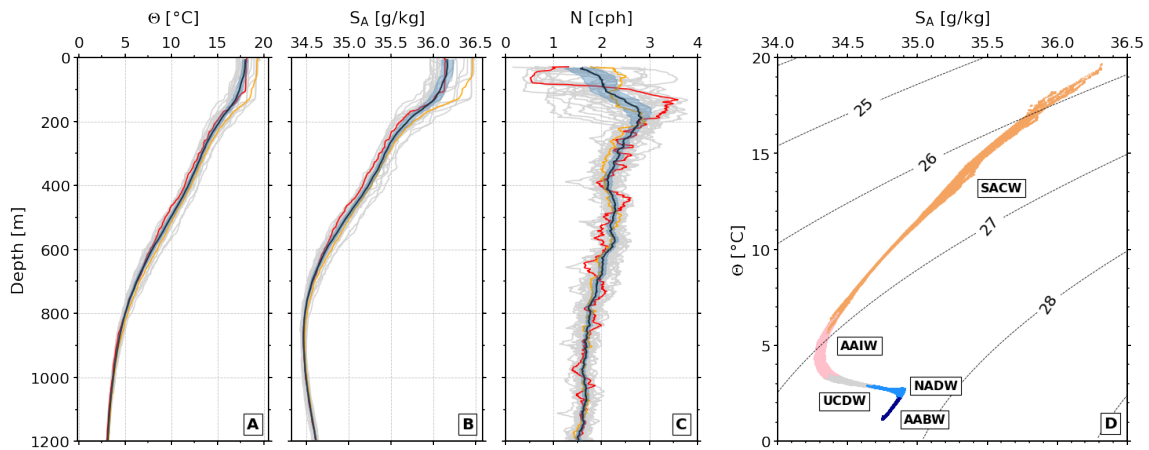 Θ [°C]
S_A [g/kg]
N [cph]
S_A [g/kg]
0 5 10 15 20
34.5 35.0 35.5 36.0 36.5
0 1 2 3 4
34.0 34.5 35.0 35.5 36.0 36.5
0
200
400
600
800
1000
1200
Depth [m]
A
B
C
20
15
10
5
0
Θ [°C]
25
26
27
28
SACW
AAIW
NADW
UCDW
AABW
D